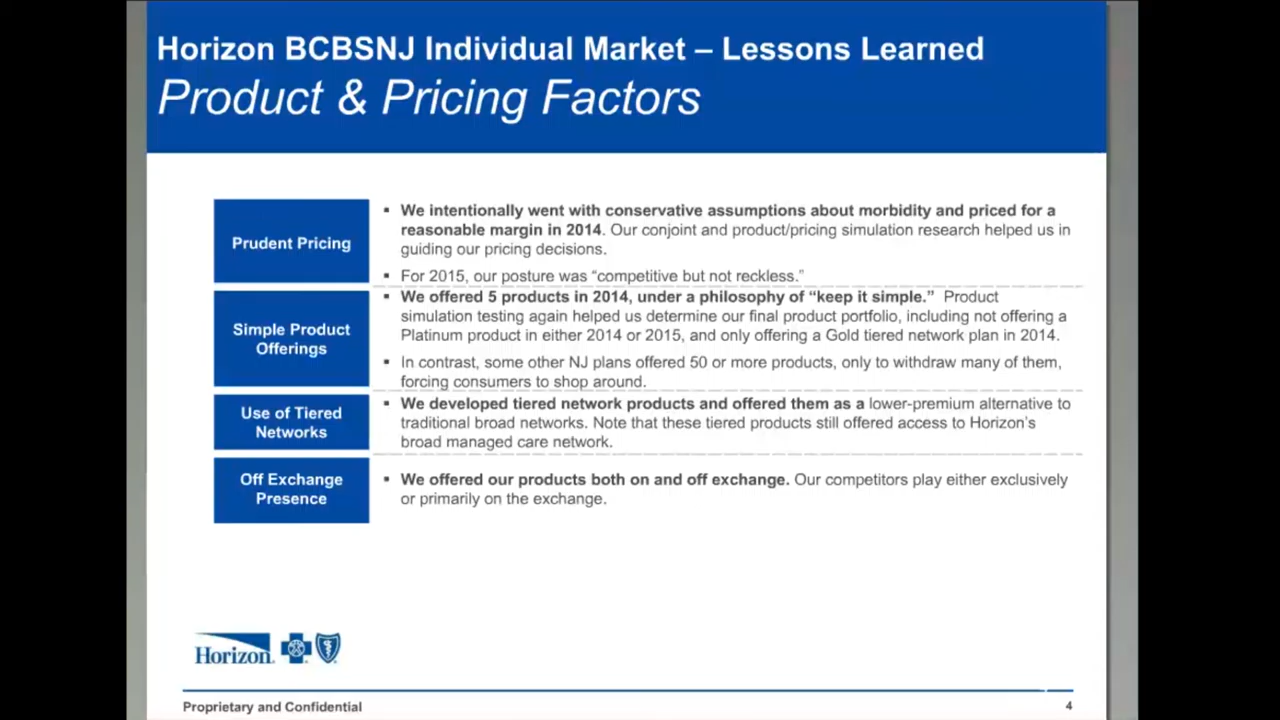 Horizon BCBSNJ Individual Market – Lessons Learned
Product & Pricing Factors
Prudent Pricing
▪ We intentionally went with conservative assumptions about morbidity and priced for a
reasonable margin in 2014. Our conjoint and product/pricing simulation research helped us in
guiding our pricing decisions.
▪ For 2015, our posture was “competitive but not reckless.”
Simple Product
Offerings
▪ We offered 5 products in 2014, under a philosophy of “keep it simple.” Product
simulation testing again helped us determine our final product portfolio, including not offering a
Platinum product in either 2014 or 2015, and only offering a Gold tiered network plan in 2014.
▪ In contrast, some other NJ plans offered 50 or more products, only to withdraw many of them,
forcing consumers to shop around.
Use of Tiered
Networks
▪ We developed tiered network products and offered them as a lower-premium alternative to
traditional broad networks. Note that these tiered products still offered access to Horizon’s
broad managed care network.
Off Exchange
Presence
▪ We offered our products both on and off exchange. Our competitors play either exclusively
or primarily on the exchange.
Horizon
Proprietary and Confidential
4